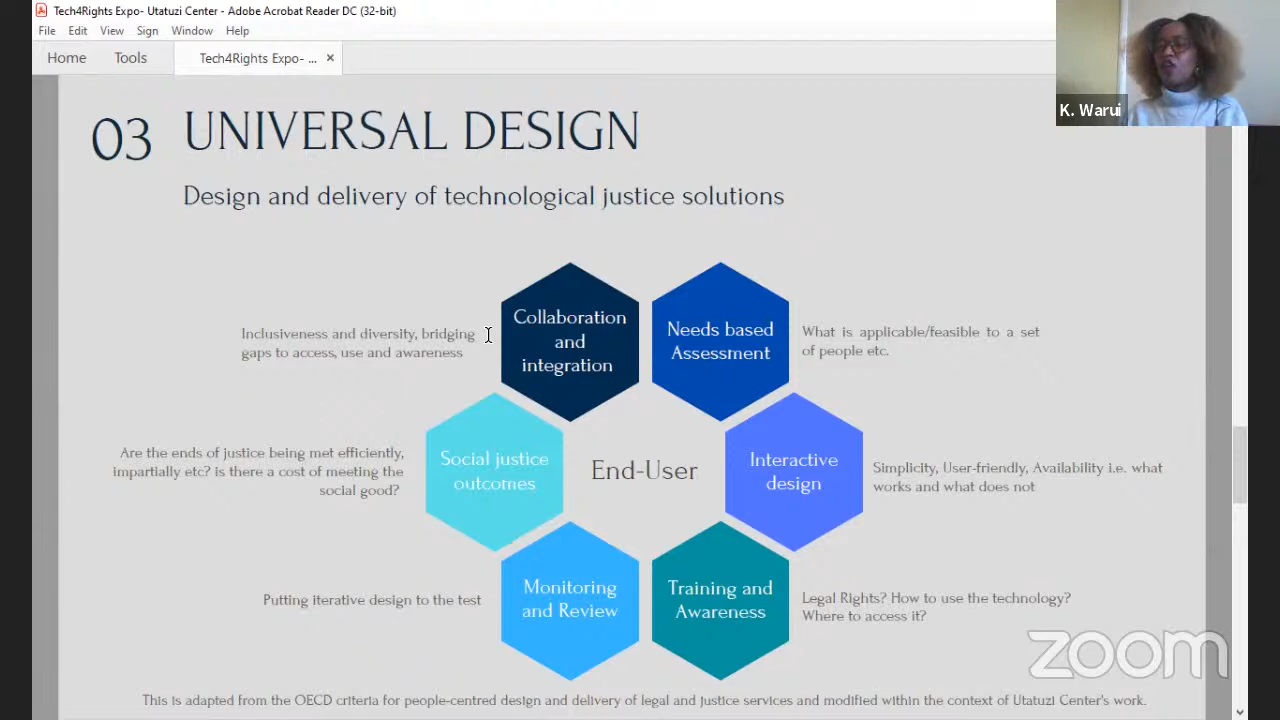 Tech4Rights Expo- Utatuzi Center - Adobe Acrobat Reader DC (32-bit)
File Edit View Sign Window Help
Home Tools Tech4Rights Expo- ... ×
K. Warui
03 UNIVERSAL DESIGN
Design and delivery of technological justice solutions
Inclusiveness and diversity, bridging
gaps to access, use and awareness
Collaboration
and
integration
Needs based
Assessment
What is applicable/feasible to a set
of people etc.
Are the ends of justice being met efficiently,
impartially etc? is there a cost of meeting the
social good?
Social justice
outcomes
End-User
Interactive
design
Simplicity, User-friendly, Availability i.e. what
works and what does not
Putting iterative design to the test
Monitoring
and Review
Training and
Awareness
Legal Rights? How to use the technology?
Where to access it?
zoom
This is adapted from the OECD criteria for people-centred design and delivery of legal and justice services and modified within the context of Utatuzi Center's work.